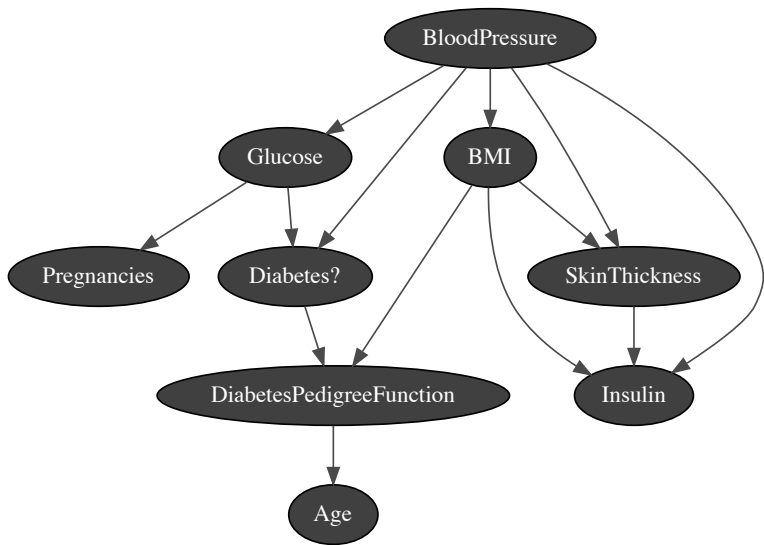 BloodPressure
Glucose
BMI
Pregnancies
Diabetes?
SkinThickness
DiabetesPedigreeFunction
Insulin
Age